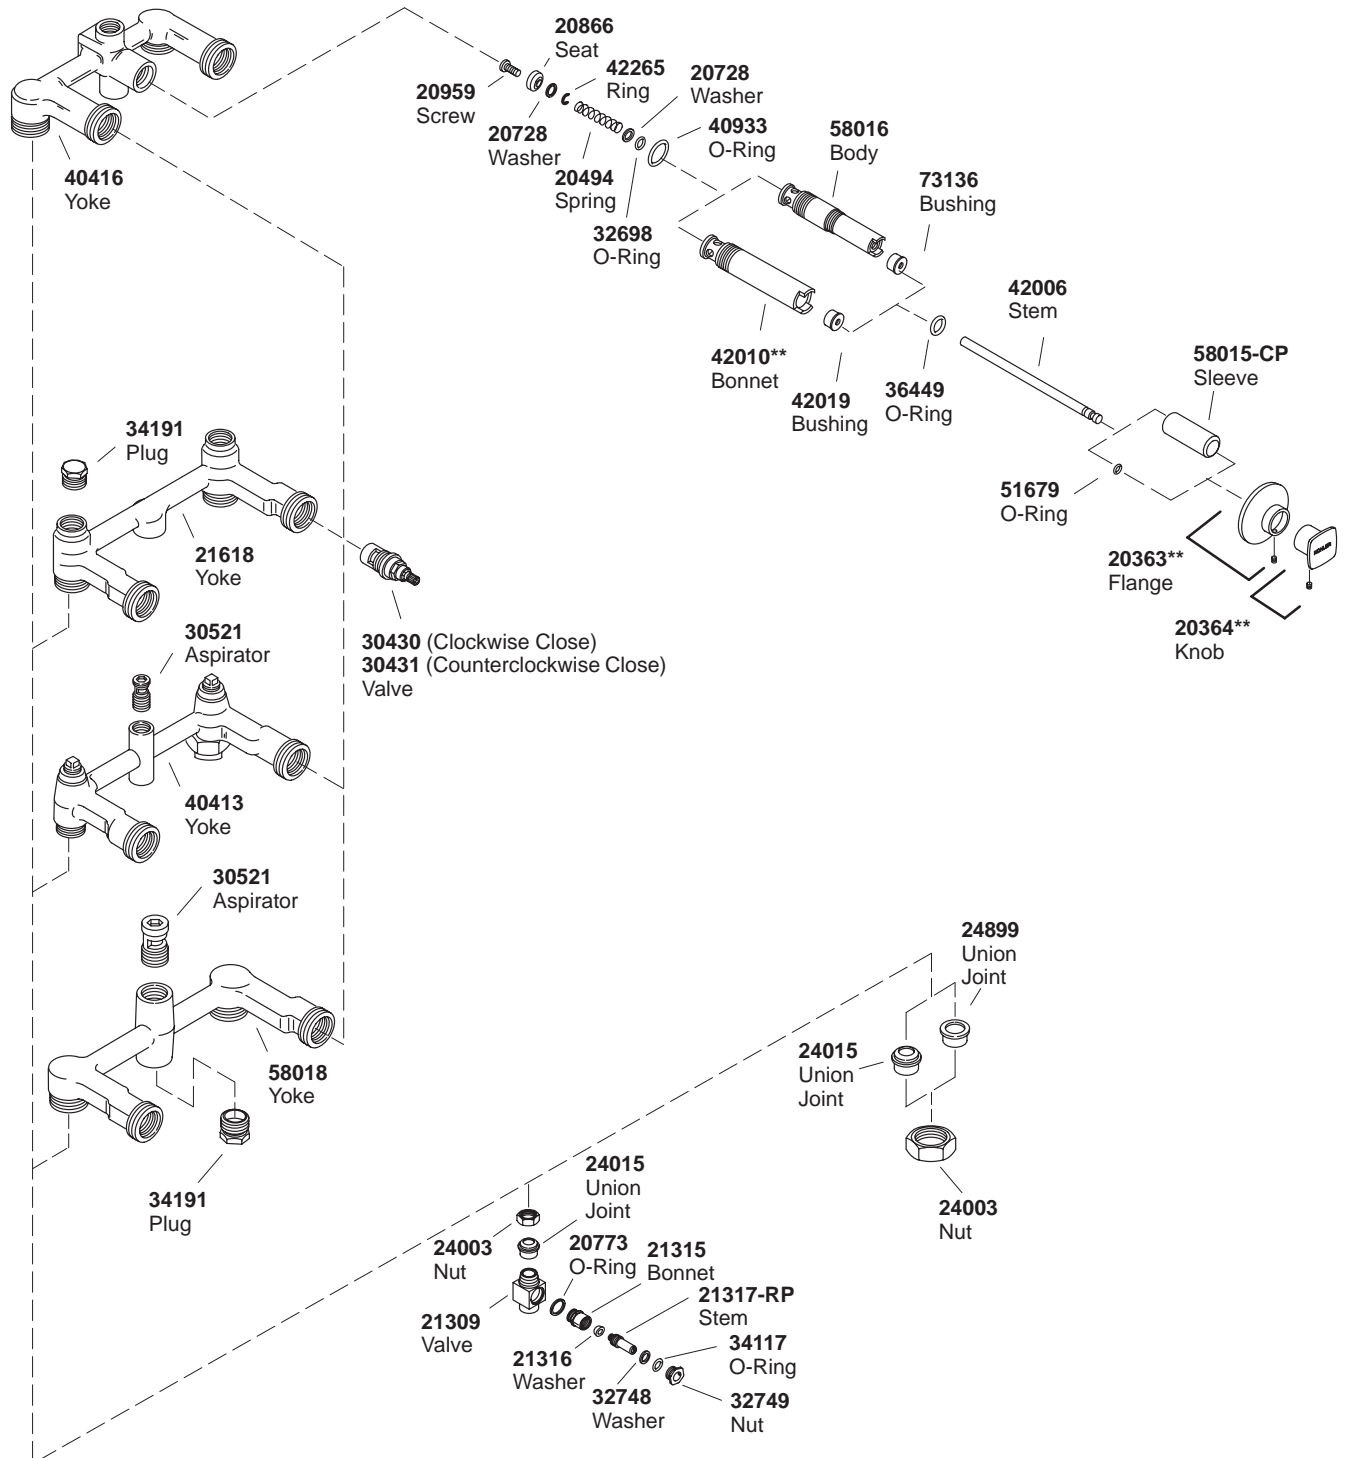 20866
Seat
42265
Ring
20728
Washer
20959
Screw
20728
Washer
40933
O-Ring
58016
Body
40416
Yoke
20494
Spring
73136
Bushing
32698
O-Ring
42006
Stem
42010**
Bonnet
58015-CP
Sleeve
42019
Bushing
36449
O-Ring
34191
Plug
51679
O-Ring
KOHLER
21618
Yoke
20363**
Flange
20364**
Knob
30521
Aspirator
30430 (Clockwise Close)
30431 (Counterclockwise Close)
Valve
40413
Yoke
30521
Aspirator
24899
Union
Joint
24015
Union
Joint
58018
Yoke
34191
Plug
24015
Union
Joint
24003
Nut
24003
Nut
20773
O-Ring
21315
Bonnet
21317-RP
Stem
21309
Valve
34117
O-Ring
21316
Washer
32748
Washer
32749
Nut